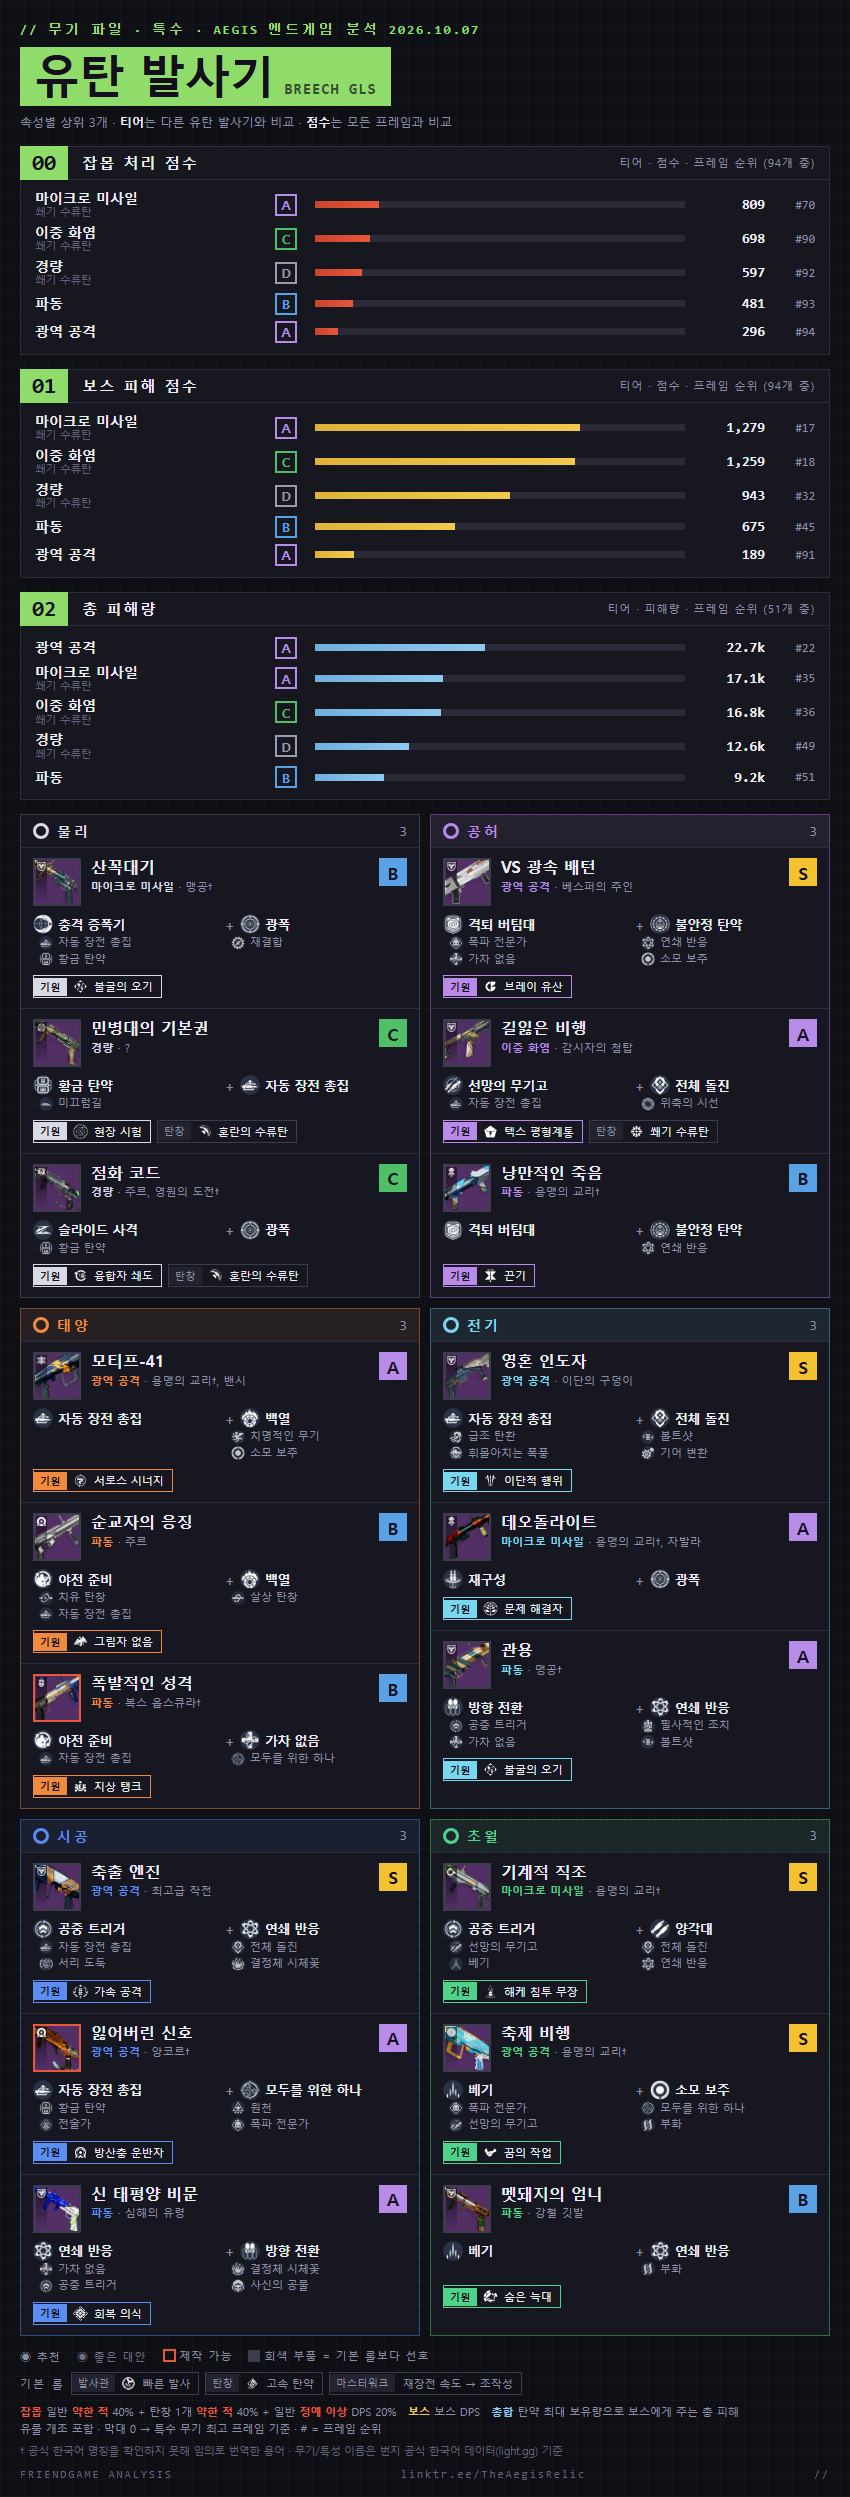 // 무기 파일 · 특수 · AEGIS 엔드게임 분석 2026.10.07
유탄 발사기 BREECH GLS
속성별 상위 3개 · 티어는 다른 유탄 발사기와 비교 · 점수는 모든 프레임과 비교
00 잡몹 처리 점수 티어 · 점수 · 프레임 순위 (94개 중)
마이크로 미사일 A 809 #70
쐐기 수류탄
이중 화염 C 698 #90
쐐기 수류탄
경량 D 597 #92
쐐기 수류탄
파동 B 481 #93
광역 공격 A 296 #94
01 보스 피해 점수 티어 · 점수 · 프레임 순위 (94개 중)
마이크로 미사일 A 1,279 #17
쐐기 수류탄
이중 화염 C 1,259 #18
쐐기 수류탄
경량 D 943 #32
쐐기 수류탄
파동 B 675 #45
광역 공격 A 189 #91
02 총 피해량 티어 · 피해량 · 프레임 순위 (51개 중)
광역 공격 A 22.7k #22
마이크로 미사일 A 17.1k #35
쐐기 수류탄
이중 화염 C 16.8k #36
쐐기 수류탄
경량 D 12.6k #49
쐐기 수류탄
파동 B 9.2k #51
물리 3
산꼭대기 B
마이크로 미사일 · 맹공†
충격 증폭기 + 광폭
자동 장전 총집 재결합
황금 탄약
기원 불굴의 오기
민병대의 기본권 C
경량 · ?
황금 탄약 + 자동 장전 총집
미끄럼길
기원 현장 시험 탄창 혼란의 수류탄
점화 코드 C
경량 · 주르, 영원의 도전†
슬라이드 사격 + 광폭
황금 탄약
기원 융합자 쇄도 탄창 혼란의 수류탄
공허 3
VS 광속 배턴 S
광역 공격 · 베스퍼의 주인
격퇴 버팀대 + 불안정 탄약
폭파 전문가 연쇄 반응
가차 없음 소모 보주
기원 브레이 유산
길잃은 비행 A
이중 화염 · 감시자의 첨탑
선망의 무기고 + 전체 돌진
자동 장전 총집 위축의 시선
기원 텍스 평형계통 탄창 쐐기 수류탄
낭만적인 죽음 B
파동 · 용맹의 교리†
격퇴 버팀대 + 불안정 탄약
연쇄 반응
기원 끈기
태양 3
모티프-41 A
광역 공격 · 용맹의 교리†, 밴시
자동 장전 총집 + 백열
치명적인 무기
소모 보주
기원 서로스 시너지
순교자의 응징 B
파동 · 주르
야전 준비 + 백열
치유 탄창 살상 탄창
자동 장전 총집
기원 그림자 없음
폭발적인 성격 B
파동 · 복스 옵스큐라†
야전 준비 + 가차 없음
자동 장전 총집 모두를 위한 하나
기원 지상 탱크
전기 3
영혼 인도자 S
광역 공격 · 이단의 구덩이
자동 장전 총집 + 전체 돌진
급조 탄환 볼트샷
휘몰아치는 폭풍 기어 변환
기원 이단적 행위
데오돌라이트 A
마이크로 미사일 · 용맹의 교리†, 자발라
재구성 + 광폭
기원 문제 해결자
관용 A
파동 · 맹공†
방향 전환 + 연쇄 반응
공중 트리거 필사적인 조치
가차 없음 볼트샷
기원 불굴의 오기
시공 3
축출 엔진 S
광역 공격 · 최고급 작전
공중 트리거 + 연쇄 반응
자동 장전 총집 전체 돌진
서리 도둑 결정체 시체꽃
기원 가속 공격
잃어버린 신호 A
광역 공격 · 앙코르†
자동 장전 총집 + 모두를 위한 하나
황금 탄약 원천
전술가 폭파 전문가
기원 방산충 운반자
신 태평양 비문 A
파동 · 심해의 유령
연쇄 반응 + 방향 전환
가차 없음 결정체 시체꽃
공중 트리거 사신의 공물
기원 회복 의식
초월 3
기계적 직조 S
마이크로 미사일 · 용맹의 교리†
공중 트리거 + 양각대
선망의 무기고 전체 돌진
베기 연쇄 반응
기원 해케 침투 무장
축제 비행 S
광역 공격 · 용맹의 교리†
베기 + 소모 보주
폭파 전문가 모두를 위한 하나
선망의 무기고 부화
기원 꿈의 작업
멧돼지의 엄니 B
파동 · 강철 깃발
베기 + 연쇄 반응
부화
기원 숨은 늑대
추천 좋은 대안 제작 가능 회색 부품 = 기본 롤보다 선호
기본 롤 발사관 빠른 발사 탄창 고속 탄약 마스터워크 재장전 속도 → 조작성
잡몹 일반 약한 적 40% + 탄창 1개 약한 적 40% + 일반 정예 이상 DPS 20% 보스 보스 DPS 총합 탄약 최대 보유량으로 보스에게 주는 총 피해
유물 개조 포함 · 막대 0 → 특수 무기 최고 프레임 기준 · # = 프레임 순위
† 공식 한국어 명칭을 확인하지 못해 임의로 번역한 용어 · 무기/특성 이름은 번지 공식 한국어 데이터(light.gg) 기준
FRIENDGAME ANALYSIS linktr.ee/TheAegisRelic //